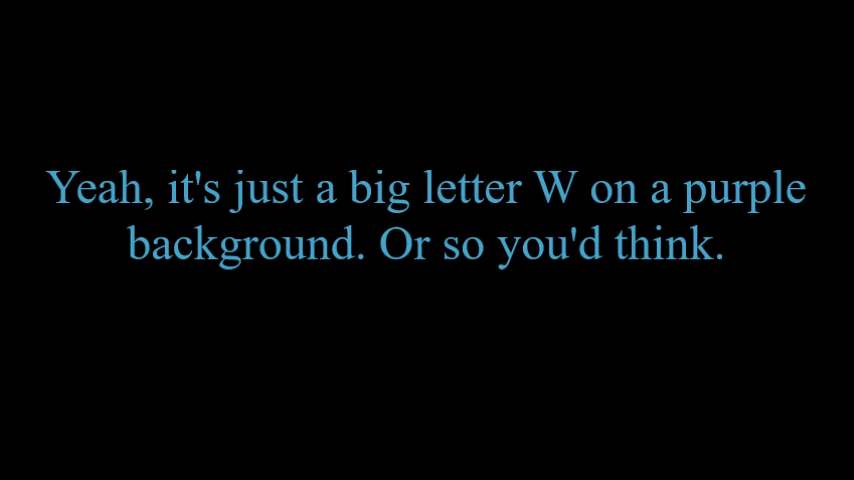 Yeah, it's just a big letter W on a purple
background. Or so you'd think.